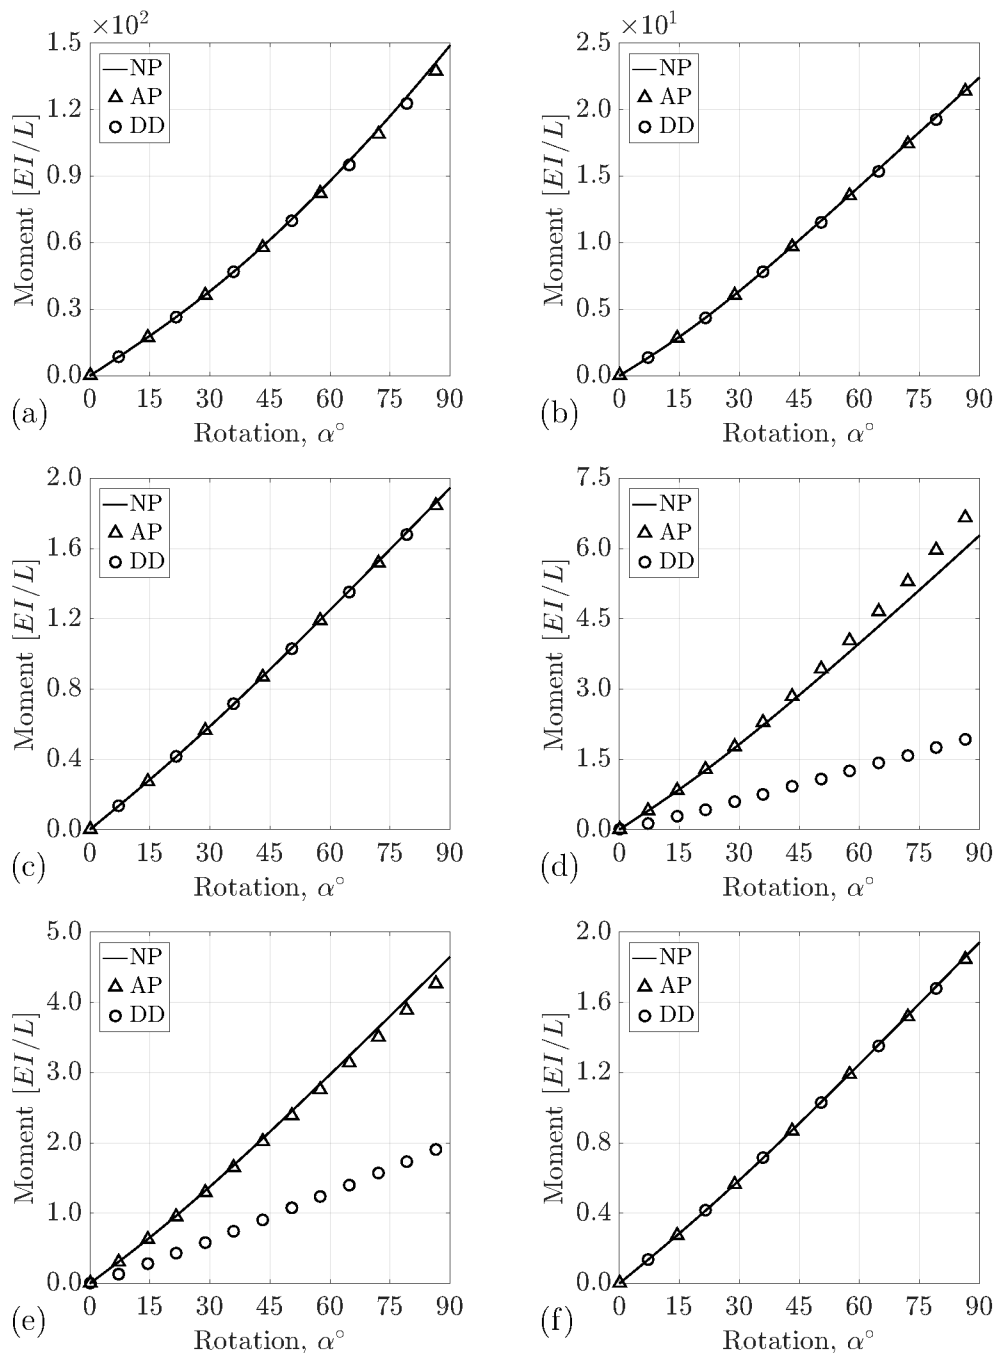 ×10²
1.5
1.2
0.9
0.6
0.3
0.0
NP
AP
DD
Moment [EI/L]
0 15 30 45 60 75 90
Rotation, α°
(a)
×10¹
2.5
2.0
1.5
1.0
0.5
0.0
NP
AP
DD
Moment [EI/L]
0 15 30 45 60 75 90
Rotation, α°
(b)
2.0
1.6
1.2
0.8
0.4
0.0
NP
AP
DD
Moment [EI/L]
0 15 30 45 60 75 90
Rotation, α°
(c)
7.5
6.0
4.5
3.0
1.5
0.0
NP
AP
DD
Moment [EI/L]
0 15 30 45 60 75 90
Rotation, α°
(d)
5.0
4.0
3.0
2.0
1.0
0.0
NP
AP
DD
Moment [EI/L]
0 15 30 45 60 75 90
Rotation, α°
(e)
2.0
1.6
1.2
0.8
0.4
0.0
NP
AP
DD
Moment [EI/L]
0 15 30 45 60 75 90
Rotation, α°
(f)